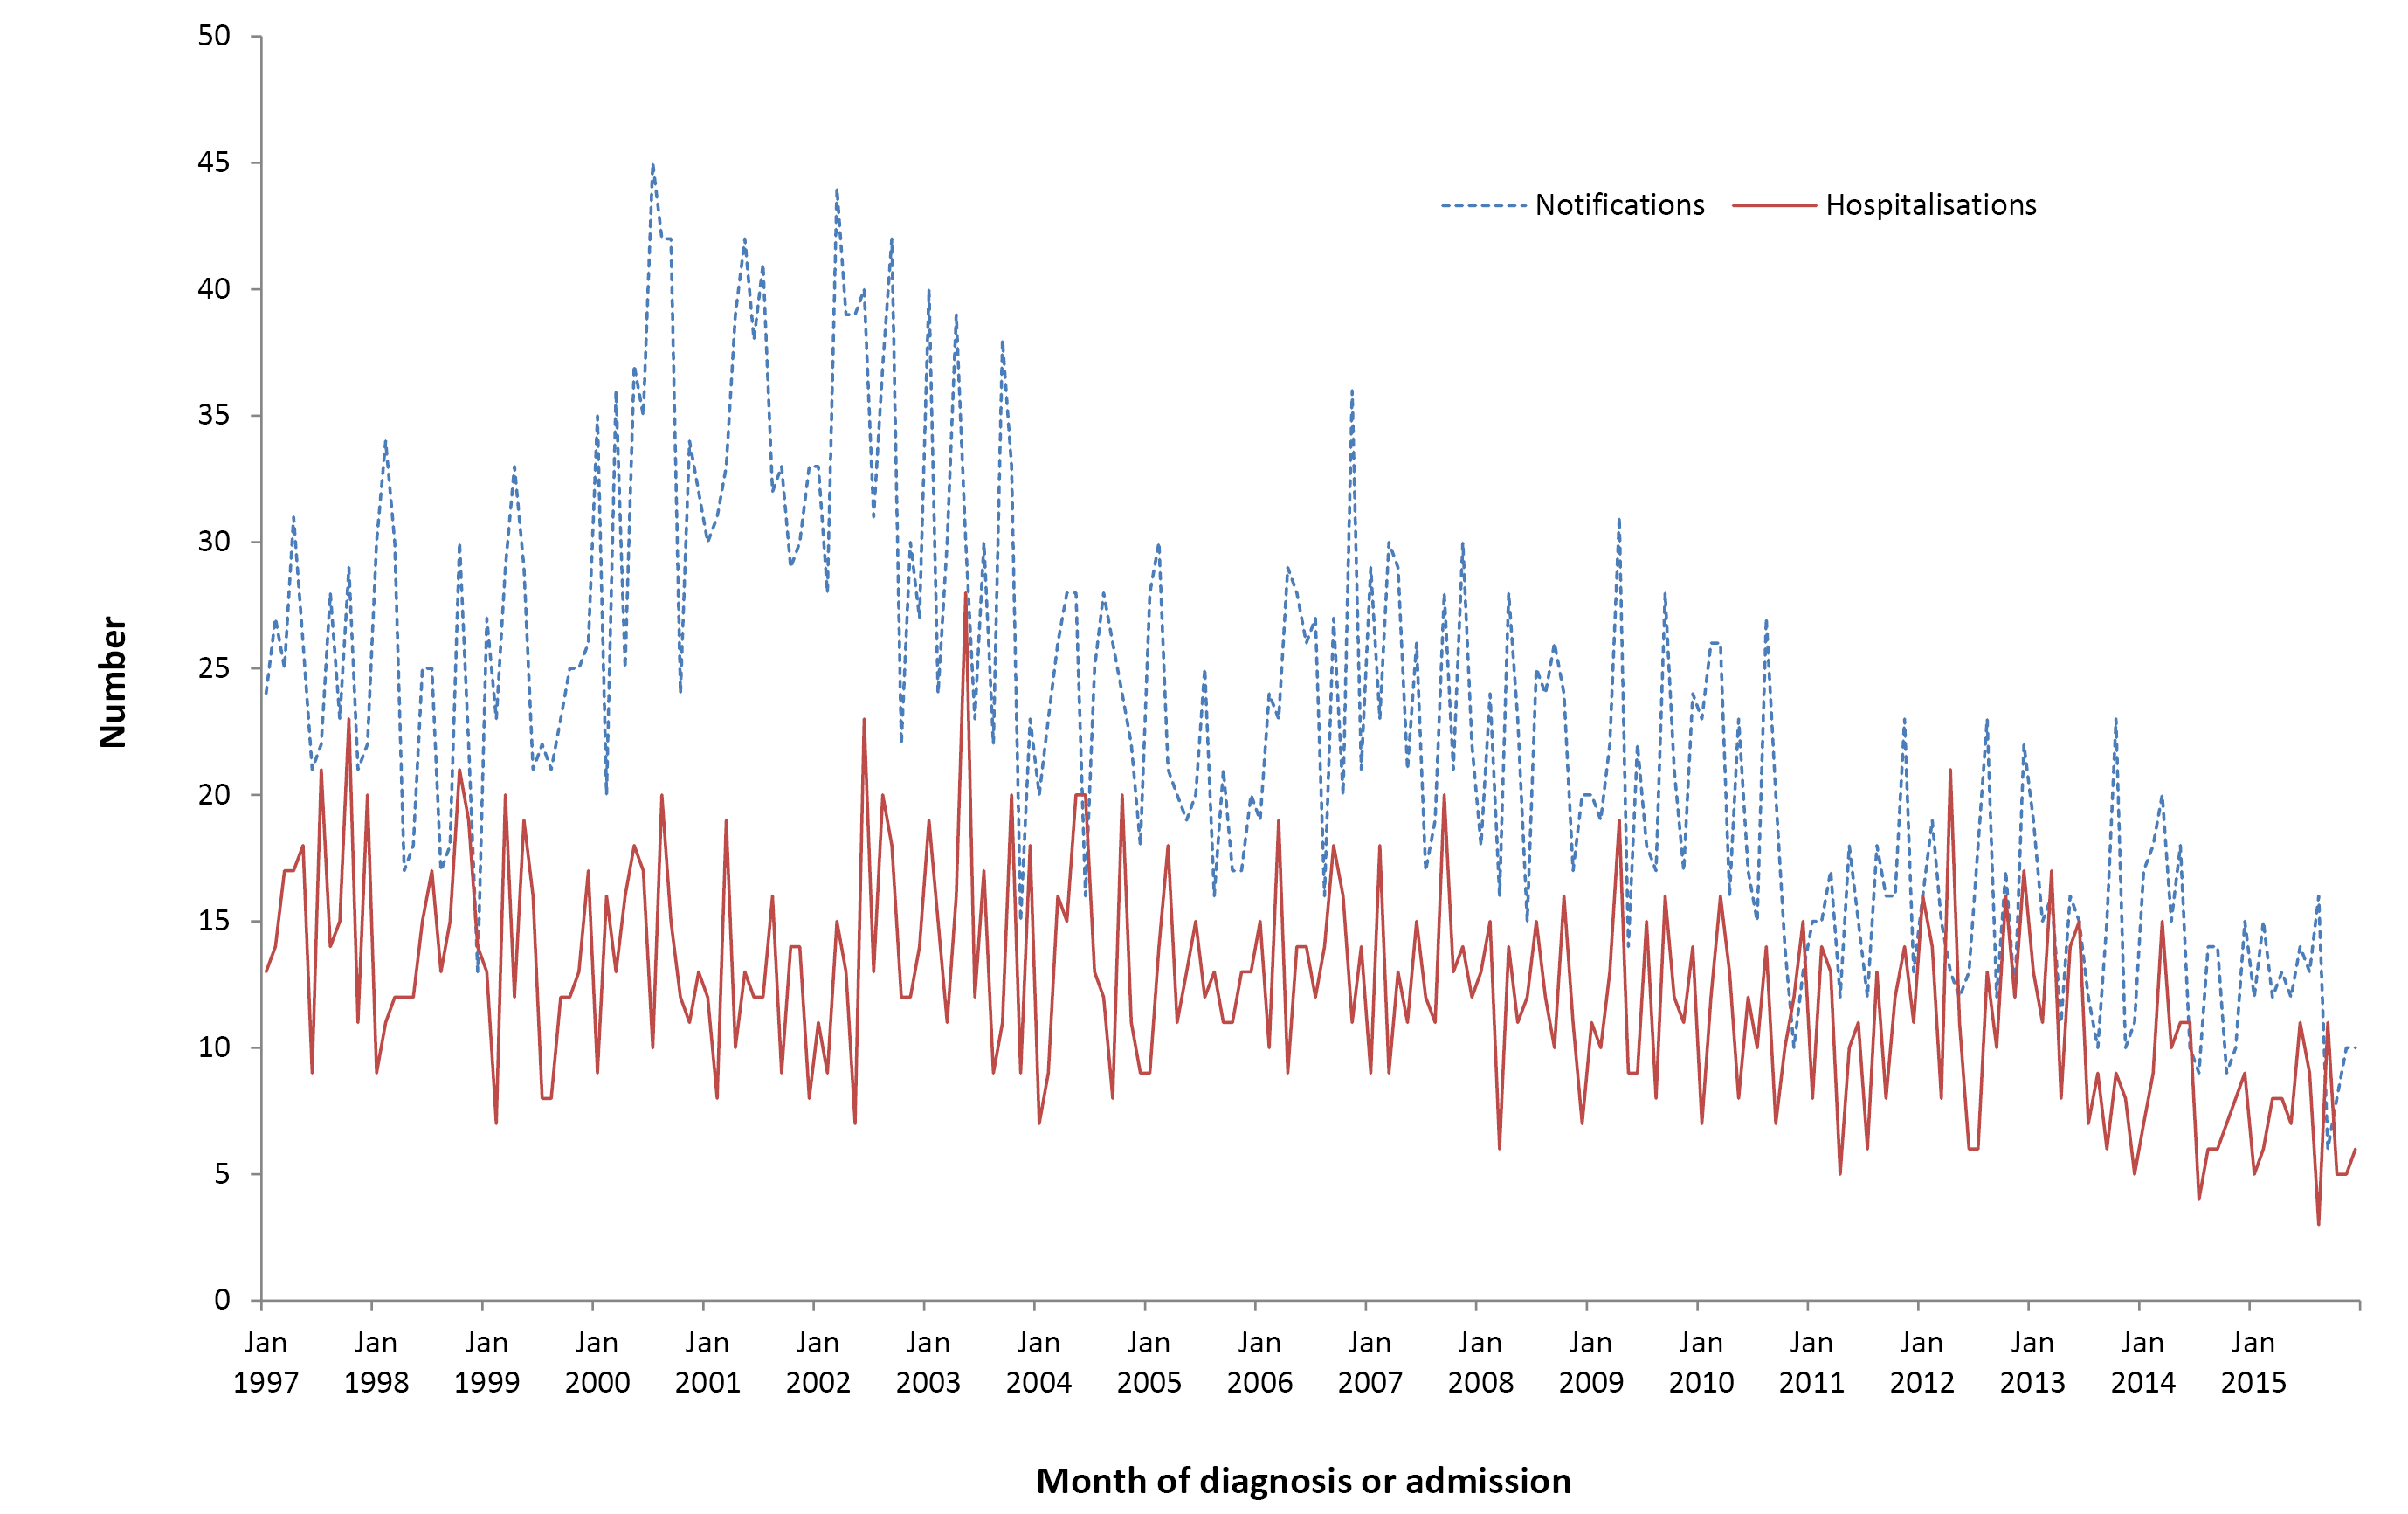 50
45
40
35
30
25
20
15
10
5
0
Number
Notifications Hospitalisations
Jan Jan Jan Jan Jan Jan Jan Jan Jan Jan Jan Jan Jan Jan Jan Jan Jan Jan Jan
1997 1998 1999 2000 2001 2002 2003 2004 2005 2006 2007 2008 2009 2010 2011 2012 2013 2014 2015
Month of diagnosis or admission